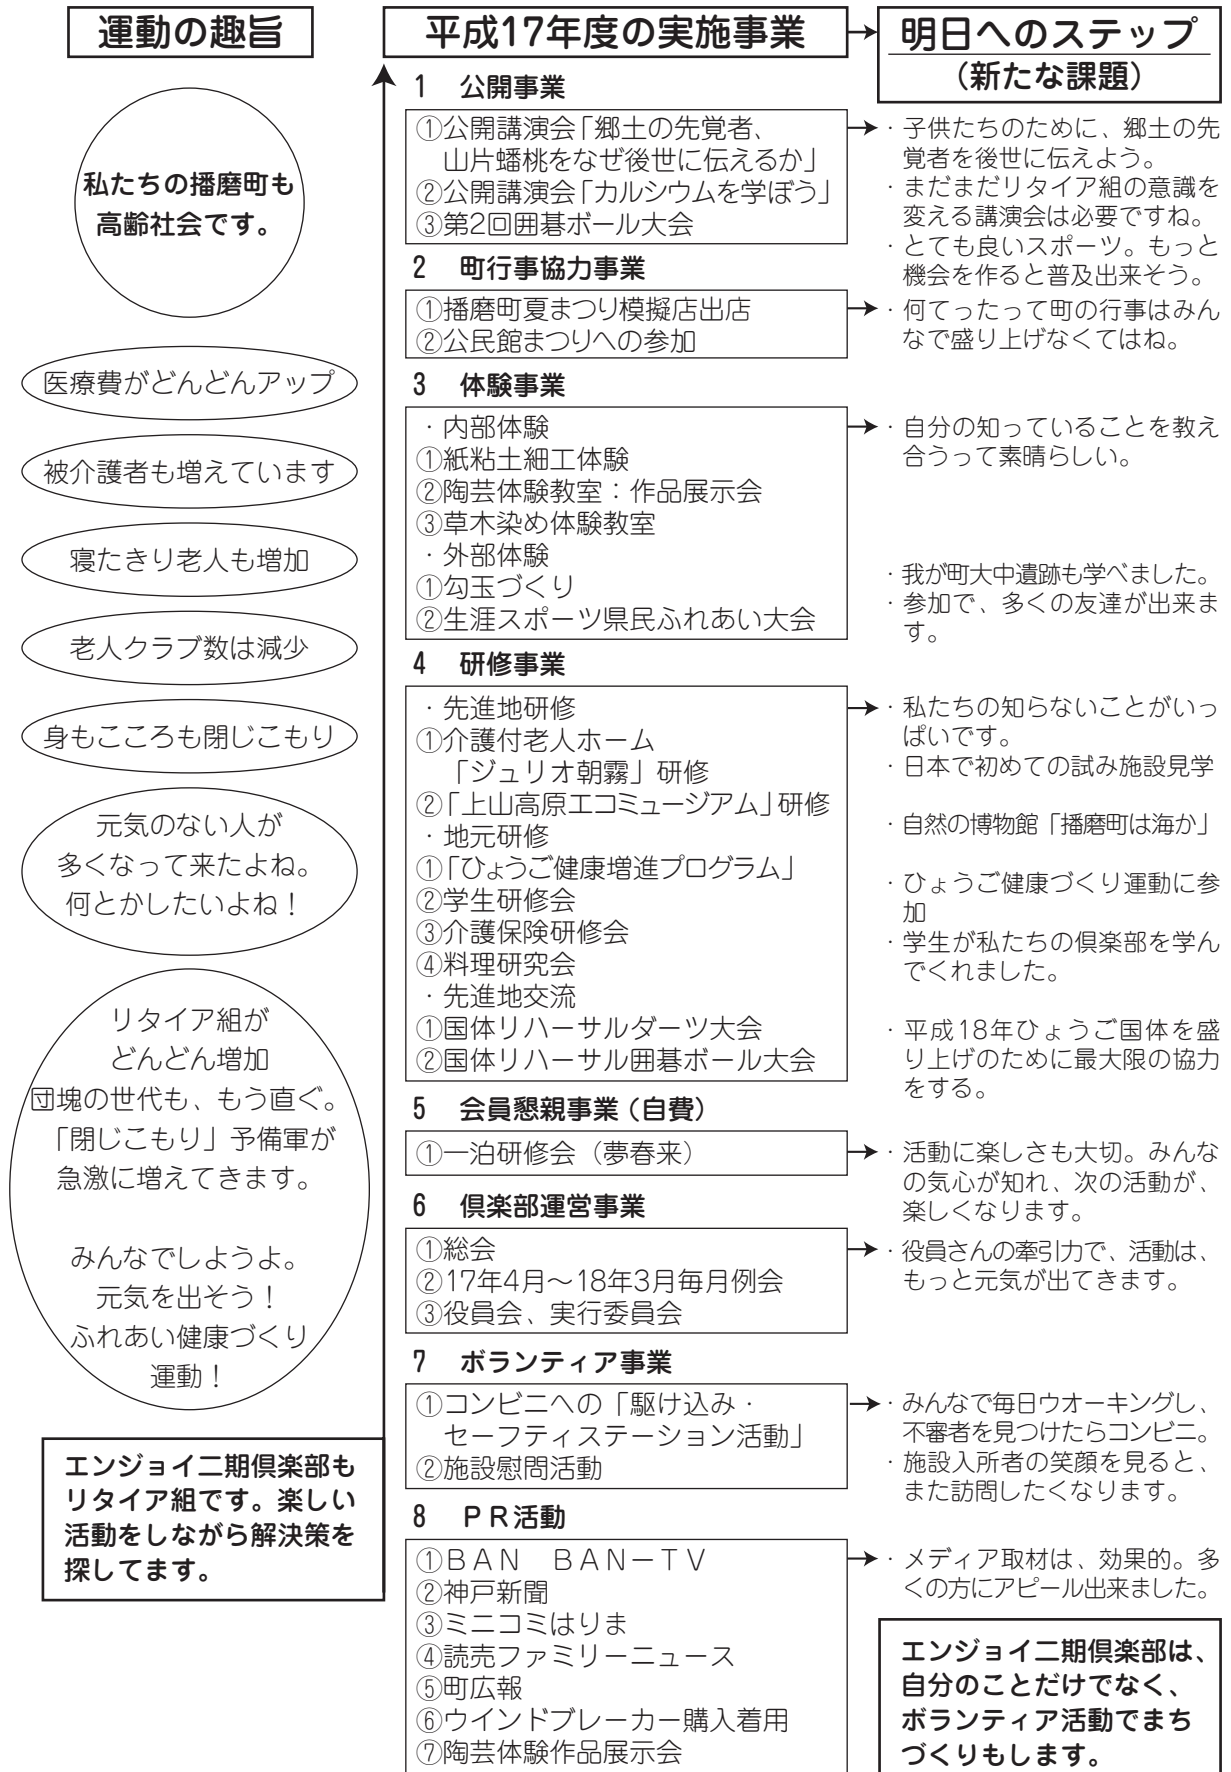 運動の趣旨
私たちの播磨町も
高齢社会です。
医療費がどんどんアップ
被介護者も増えています
寝たきり老人も増加
老人クラブ数は減少
身もこころも閉じこもり
元気のない人が
多くなって来たよね。
何とかしたいよね！
リタイア組が
どんどん増加
団塊の世代も、もう直ぐ。
「閉じこもり」予備軍が
急激に増えてきます。
みんなでしようよ。
元気を出そう！
ふれあい健康づくり
運動！
エンジョイ二期倶楽部も
リタイア組です。楽しい
活動をしながら解決策を
探してます。
平成17年度の実施事業
1　公開事業
①公開講演会「郷土の先覚者、
山片蟠桃をなぜ後世に伝えるか」
②公開講演会「カルシウムを学ぼう」
③第2回囲碁ボール大会
2　町行事協力事業
①播磨町夏まつり模擬店出店
②公民館まつりへの参加
3　体験事業
・内部体験
①紙粘土細工体験
②陶芸体験教室：作品展示会
③草木染め体験教室
・外部体験
①勾玉づくり
②生涯スポーツ県民ふれあい大会
4　研修事業
・先進地研修
①介護付老人ホーム
「ジュリオ朝霧」研修
②「上山高原エコミュージアム」研修
・地元研修
①「ひょうご健康増進プログラム」
②学生研修会
③介護保険研修会
④料理研究会
・先進地交流
①国体リハーサルダーツ大会
②国体リハーサル囲碁ボール大会
5　会員懇親事業（自費）
①一泊研修会（夢春来）
6　倶楽部運営事業
①総会
②17年4月〜18年3月毎月例会
③役員会、実行委員会
7　ボランティア事業
①コンビニへの「駆け込み・
セーフティステーション活動」
②施設慰問活動
8　ＰＲ活動
①ＢＡＮ　ＢＡＮ－ＴＶ
②神戸新聞
③ミニコミはりま
④読売ファミリーニュース
⑤町広報
⑥ウインドブレーカー購入着用
⑦陶芸体験作品展示会
明日へのステップ
（新たな課題）
・子供たちのために、郷土の先
覚者を後世に伝えよう。
・まだまだリタイア組の意識を
変える講演会は必要ですね。
・とても良いスポーツ。もっと
機会を作ると普及出来そう。
・何てったって町の行事はみん
なで盛り上げなくてはね。
・自分の知っていることを教え
合うって素晴らしい。
・我が町大中遺跡も学べました。
・参加で、多くの友達が出来ま
す。
・私たちの知らないことがいっ
ぱいです。
・日本で初めての試み施設見学
・自然の博物館「播磨町は海か」
・ひょうご健康づくり運動に参
加
・学生が私たちの倶楽部を学ん
でくれました。
・平成18年ひょうご国体を盛
り上げのために最大限の協力
をする。
・活動に楽しさも大切。みんな
の気心が知れ、次の活動が、
楽しくなります。
・役員さんの牽引力で、活動は、
もっと元気が出てきます。
・みんなで毎日ウオーキングし、
不審者を見つけたらコンビニ。
・施設入所者の笑顔を見ると、
また訪問したくなります。
・メディア取材は、効果的。多
くの方にアピール出来ました。
エンジョイ二期倶楽部は、
自分のことだけでなく、
ボランティア活動でまち
づくりもします。